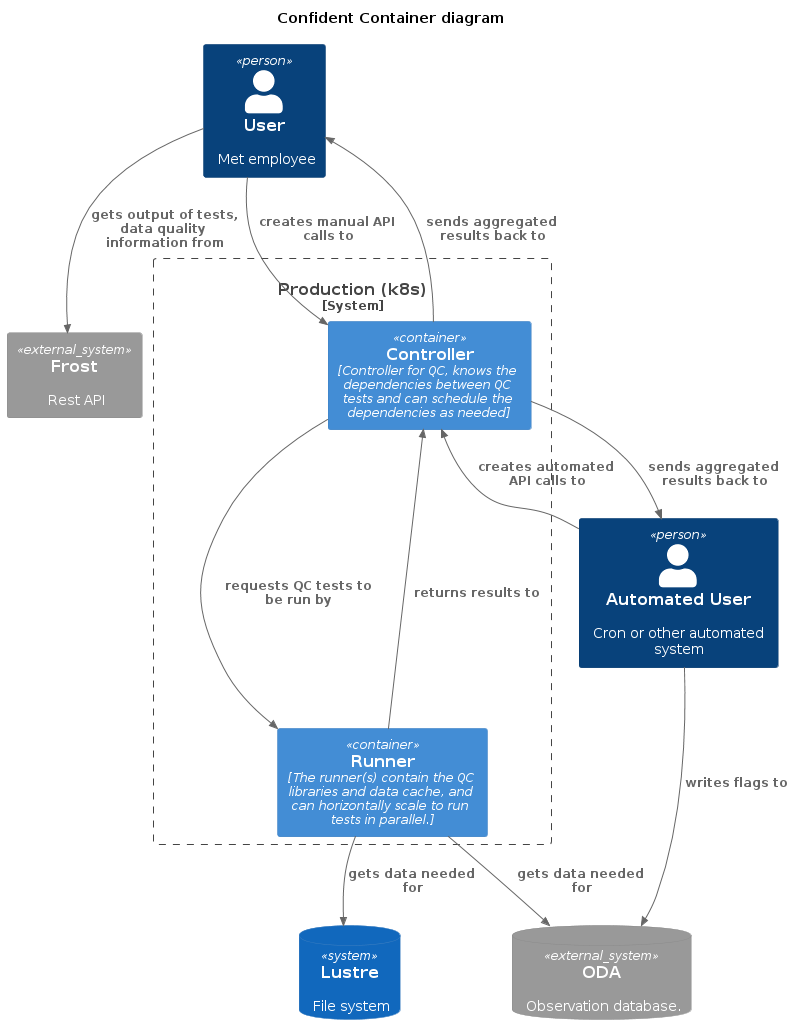 Confident Container diagram
«person»
User
Met employee
gets output of tests,
data quality
information from
creates manual API
calls to
sends aggregated
results back to
Production (k8s)
[System]
«external_system»
Frost
Rest API
«container»
Controller
[Controller for QC, knows the
dependencies between QC
tests and can schedule the
dependencies as needed]
creates automated
API calls to
sends aggregated
results back to
«person»
Automated User
Cron or other automated
system
requests QC tests to
be run by
returns results to
«container»
Runner
[The runner(s) contain the QC
libraries and data cache, and
can horizontally scale to run
tests in parallel.]
writes flags to
gets data needed
for
gets data needed
for
«system»
Lustre
File system
«external_system»
ODA
Observation database.